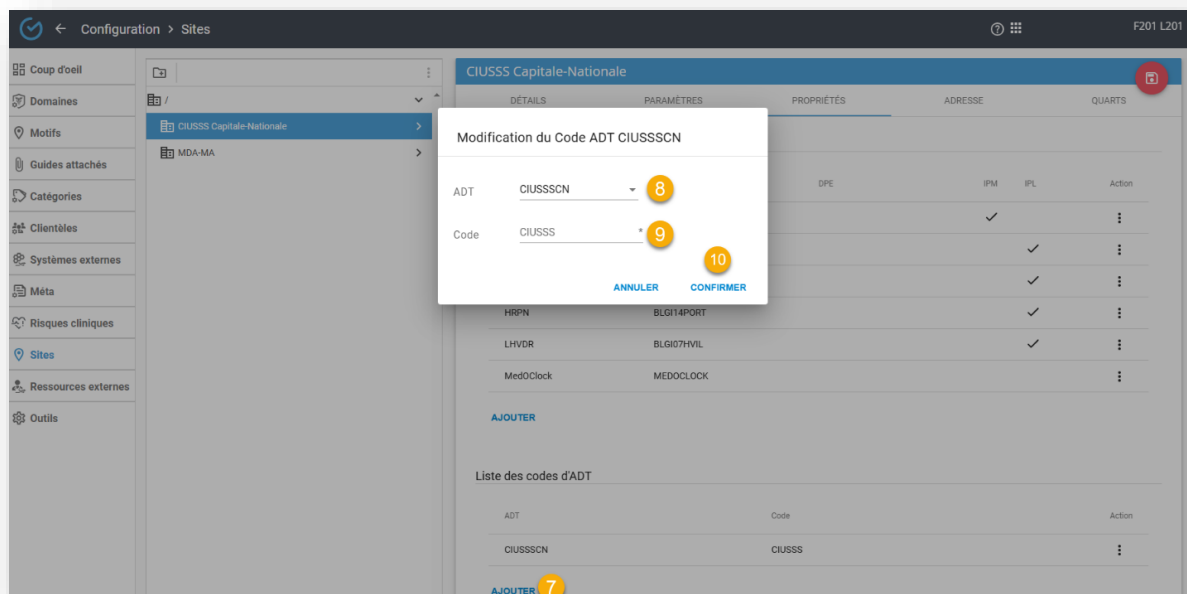 Configuration > Sites
F201 L201
Coup d'oeil
Domaines
Motifs
Guides attachés
Catégories
Clientèles
Systèmes externes
Méta
Risques cliniques
Sites
Ressources externes
Outils
/
CIUSSS Capitale-Nationale
MDA-MA
CIUSSS Capitale-Nationale
DÉTAILS PARAMÈTRES PROPRIÉTÉS ADRESSE QUARTS
DPE IPM IPL Action
Modification du Code ADT CIUSSSCN
ADT CIUSSSCN 8
Code CIUSSS * 9
10
ANNULER CONFIRMER
HRPN BLGI14PORT
LHVDR BLGI07HVIL
MedOClock MEDOCLOCK
AJOUTER
Liste des codes d'ADT
ADT Code Action
CIUSSSCN CIUSSS
AJOUTER 7